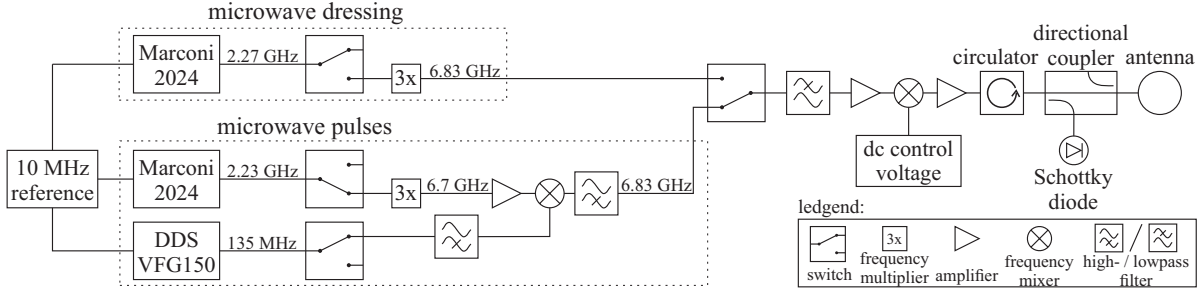 microwave dressing
Marconi
2024
2.27 GHz
3x
6.83 GHz
microwave pulses
10 MHz
reference
Marconi
2024
2.23 GHz
3x
6.7 GHz
6.83 GHz
DDS
VFG150
135 MHz
circulator
directional
coupler
antenna
dc control
voltage
Schottky
diode
ledgend:
switch
3x
frequency
multiplier
amplifier
frequency
mixer
high- / lowpass
filter